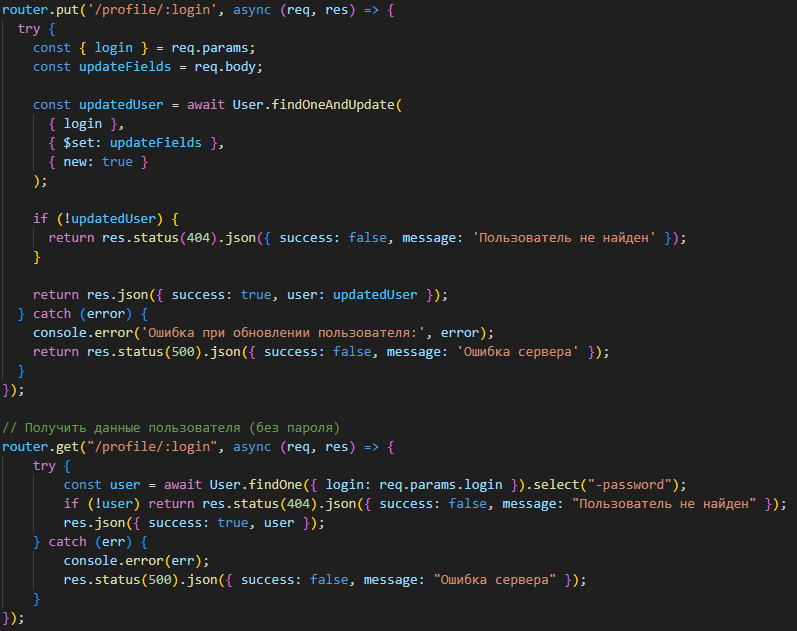 router.put('/profile/:login', async (req, res) => {
  try {
    const { login } = req.params;
    const updateFields = req.body;

    const updatedUser = await User.findOneAndUpdate(
      { login },
      { $set: updateFields },
      { new: true }
    );

    if (!updatedUser) {
      return res.status(404).json({ success: false, message: 'Пользователь не найден' });
    }

    return res.json({ success: true, user: updatedUser });
  } catch (error) {
    console.error('Ошибка при обновлении пользователя:', error);
    return res.status(500).json({ success: false, message: 'Ошибка сервера' });
  }
});

// Получить данные пользователя (без пароля)
router.get("/profile/:login", async (req, res) => {
    try {
        const user = await User.findOne({ login: req.params.login }).select("-password");
        if (!user) return res.status(404).json({ success: false, message: "Пользователь не найден" });
        res.json({ success: true, user });
    } catch (err) {
        console.error(err);
        res.status(500).json({ success: false, message: "Ошибка сервера" });
    }
});